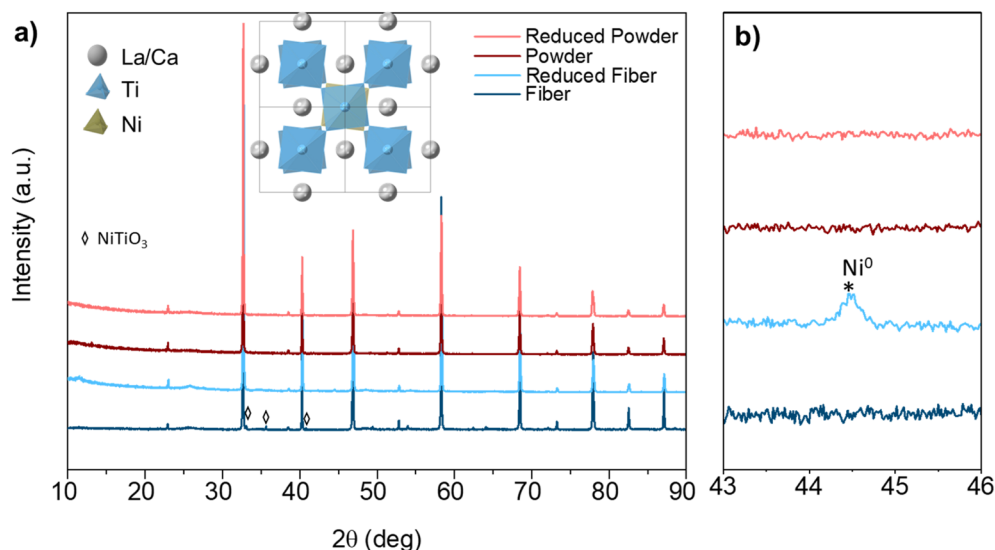 a)
La/Ca
Ti
Ni
Reduced Powder
Powder
Reduced Fiber
Fiber
NiTiO₃
Intensity (a.u.)
10 20 30 40 50 60 70 80 90
2θ (deg)
b)
Ni⁰
*
43 44 45 46